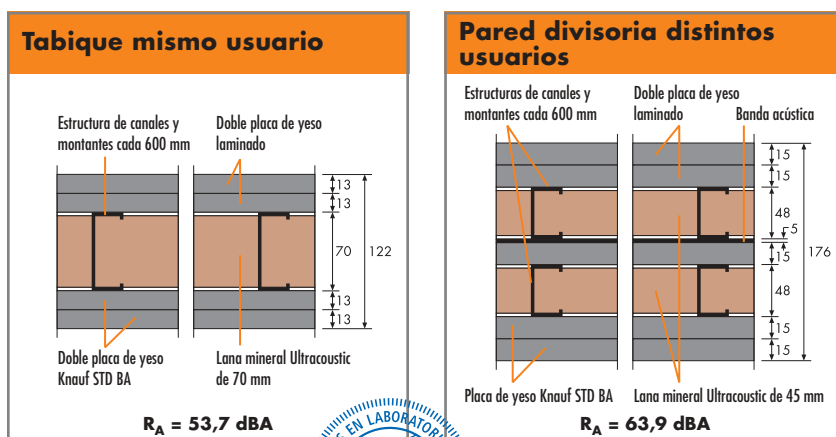 Tabique mismo usuario
Estructura de canales y
montantes cada 600 mm
Doble placa de yeso
laminado
13
13
70
122
13
13
Doble placa de yeso
Knauf STD BA
Lana mineral Ultracoustic
de 70 mm
RA = 53,7 dBA
Pared divisoria distintos
usuarios
Estructuras de canales y
montantes cada 600 mm
Doble placa de yeso
laminado
Banda acústica
15
15
48
5
15
176
48
15
15
Placa de yeso Knauf STD BA
Lana mineral Ultracoustic de 45 mm
RA = 63,9 dBA
EN LABORATOR